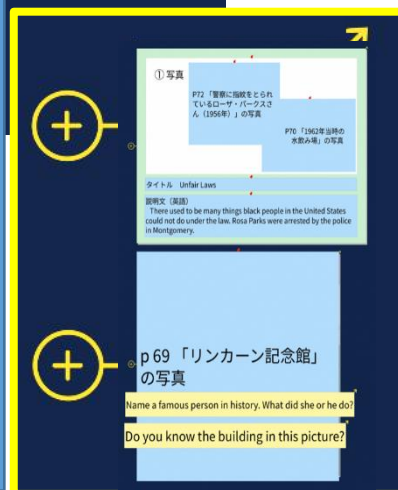 ① 写真
P72 「警察に指紋をとられ
ているローザ・パークスさ
ん（1956年）」の写真
P70 「1962年当時の
水飲み場」の写真
タイトル Unfair Laws
説明文（英語）
There used to be many things black people in the United States
could not do under the law. Rosa Parks were arrested by the police
in Montgomery.
p 69 「リンカーン記念館」
の写真
Name a famous person in history. What did she or he do?
Do you know the building in this picture?